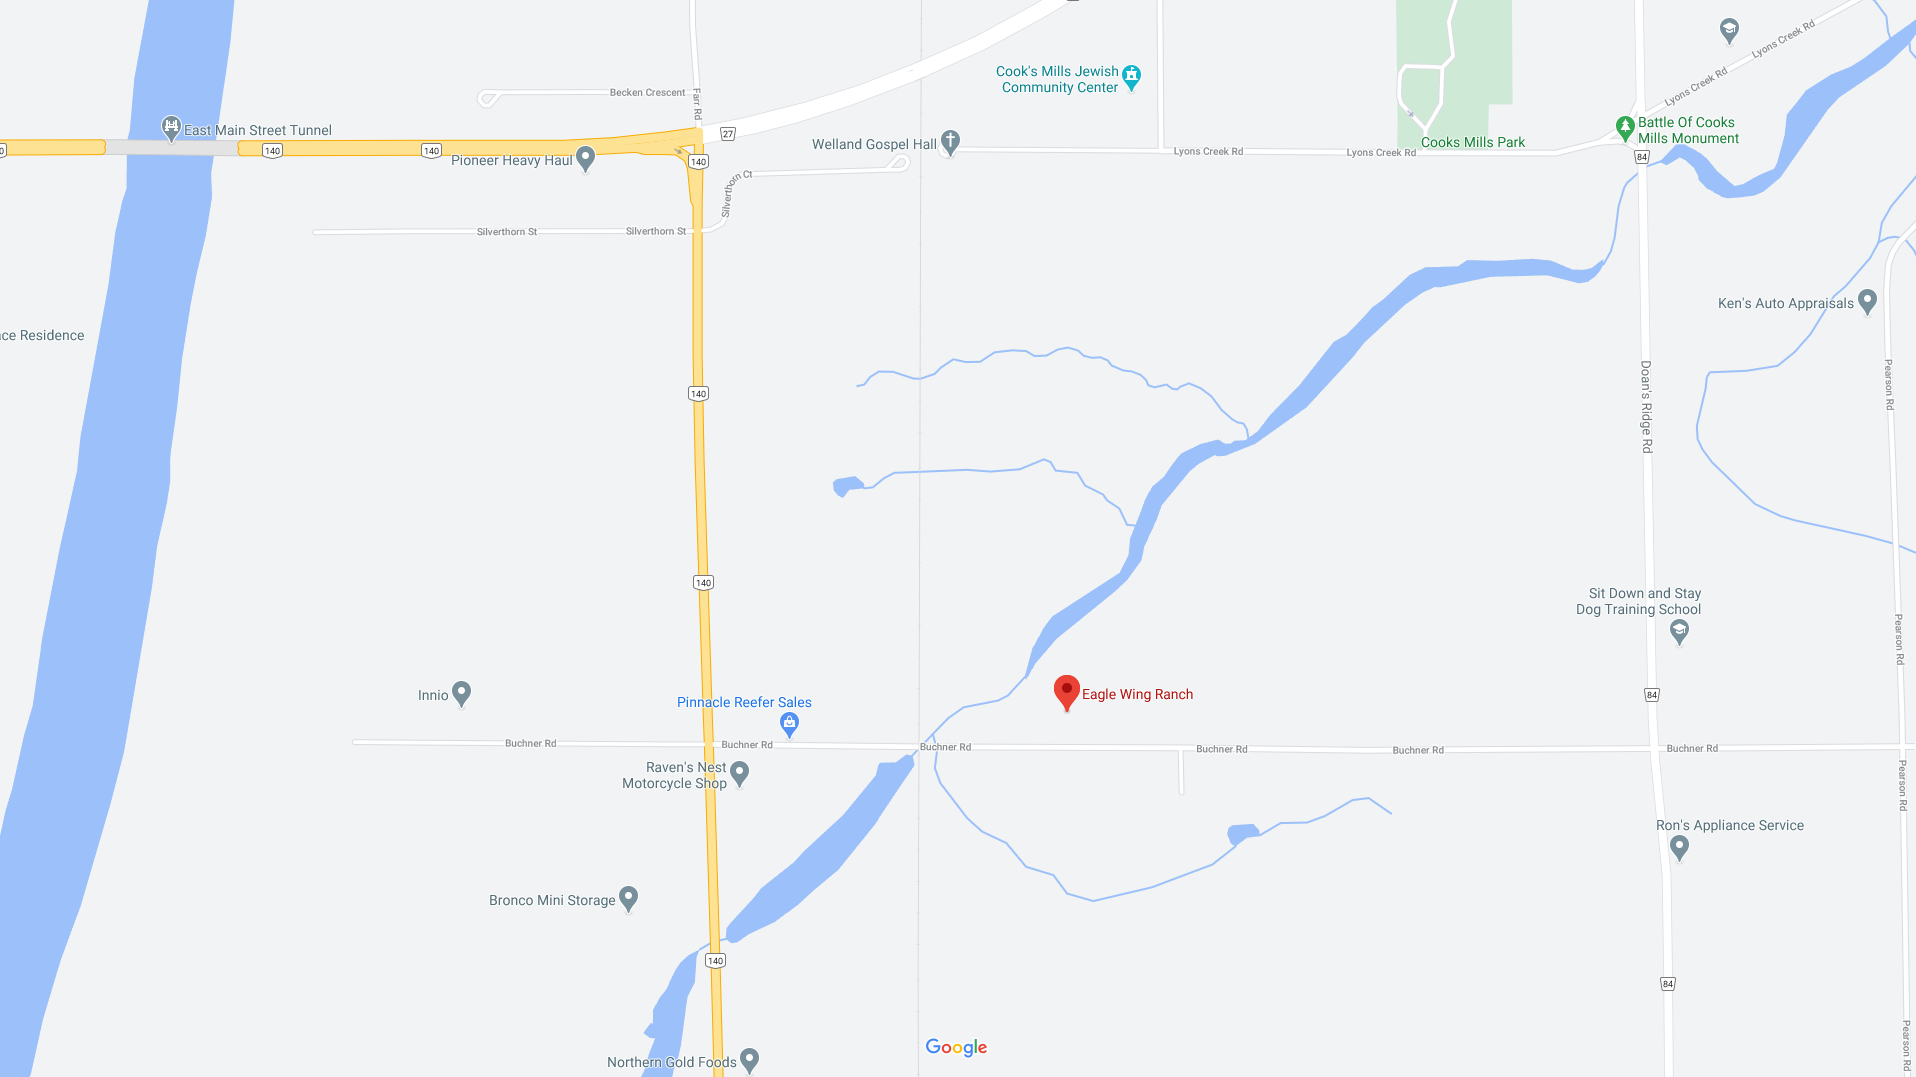 27
Lyons Creek Rd
Lyons Creek Rd
Cook's Mills Jewish
Community Center
Becken Crescent
Farr Rd
East Main Street Tunnel
140
140
140
27
Pioneer Heavy Haul
Welland Gospel Hall
Lyons Creek Rd
Lyons Creek Rd
Cooks Mills Park
Battle Of Cooks
Mills Monument
84
Silverthorn Ct
Silverthorn St
Silverthorn St
Ken's Auto Appraisals
ace Residence
140
Doan's Ridge Rd
Pearson Rd
140
Sit Down and Stay
Dog Training School
Pearson Rd
Innio
Pinnacle Reefer Sales
Eagle Wing Ranch
84
Buchner Rd
Buchner Rd
Buchner Rd
Buchner Rd
Buchner Rd
Buchner Rd
Raven's Nest
Motorcycle Shop
Pearson Rd
Ron's Appliance Service
Bronco Mini Storage
140
84
Google
Northern Gold Foods
Pearson Rd